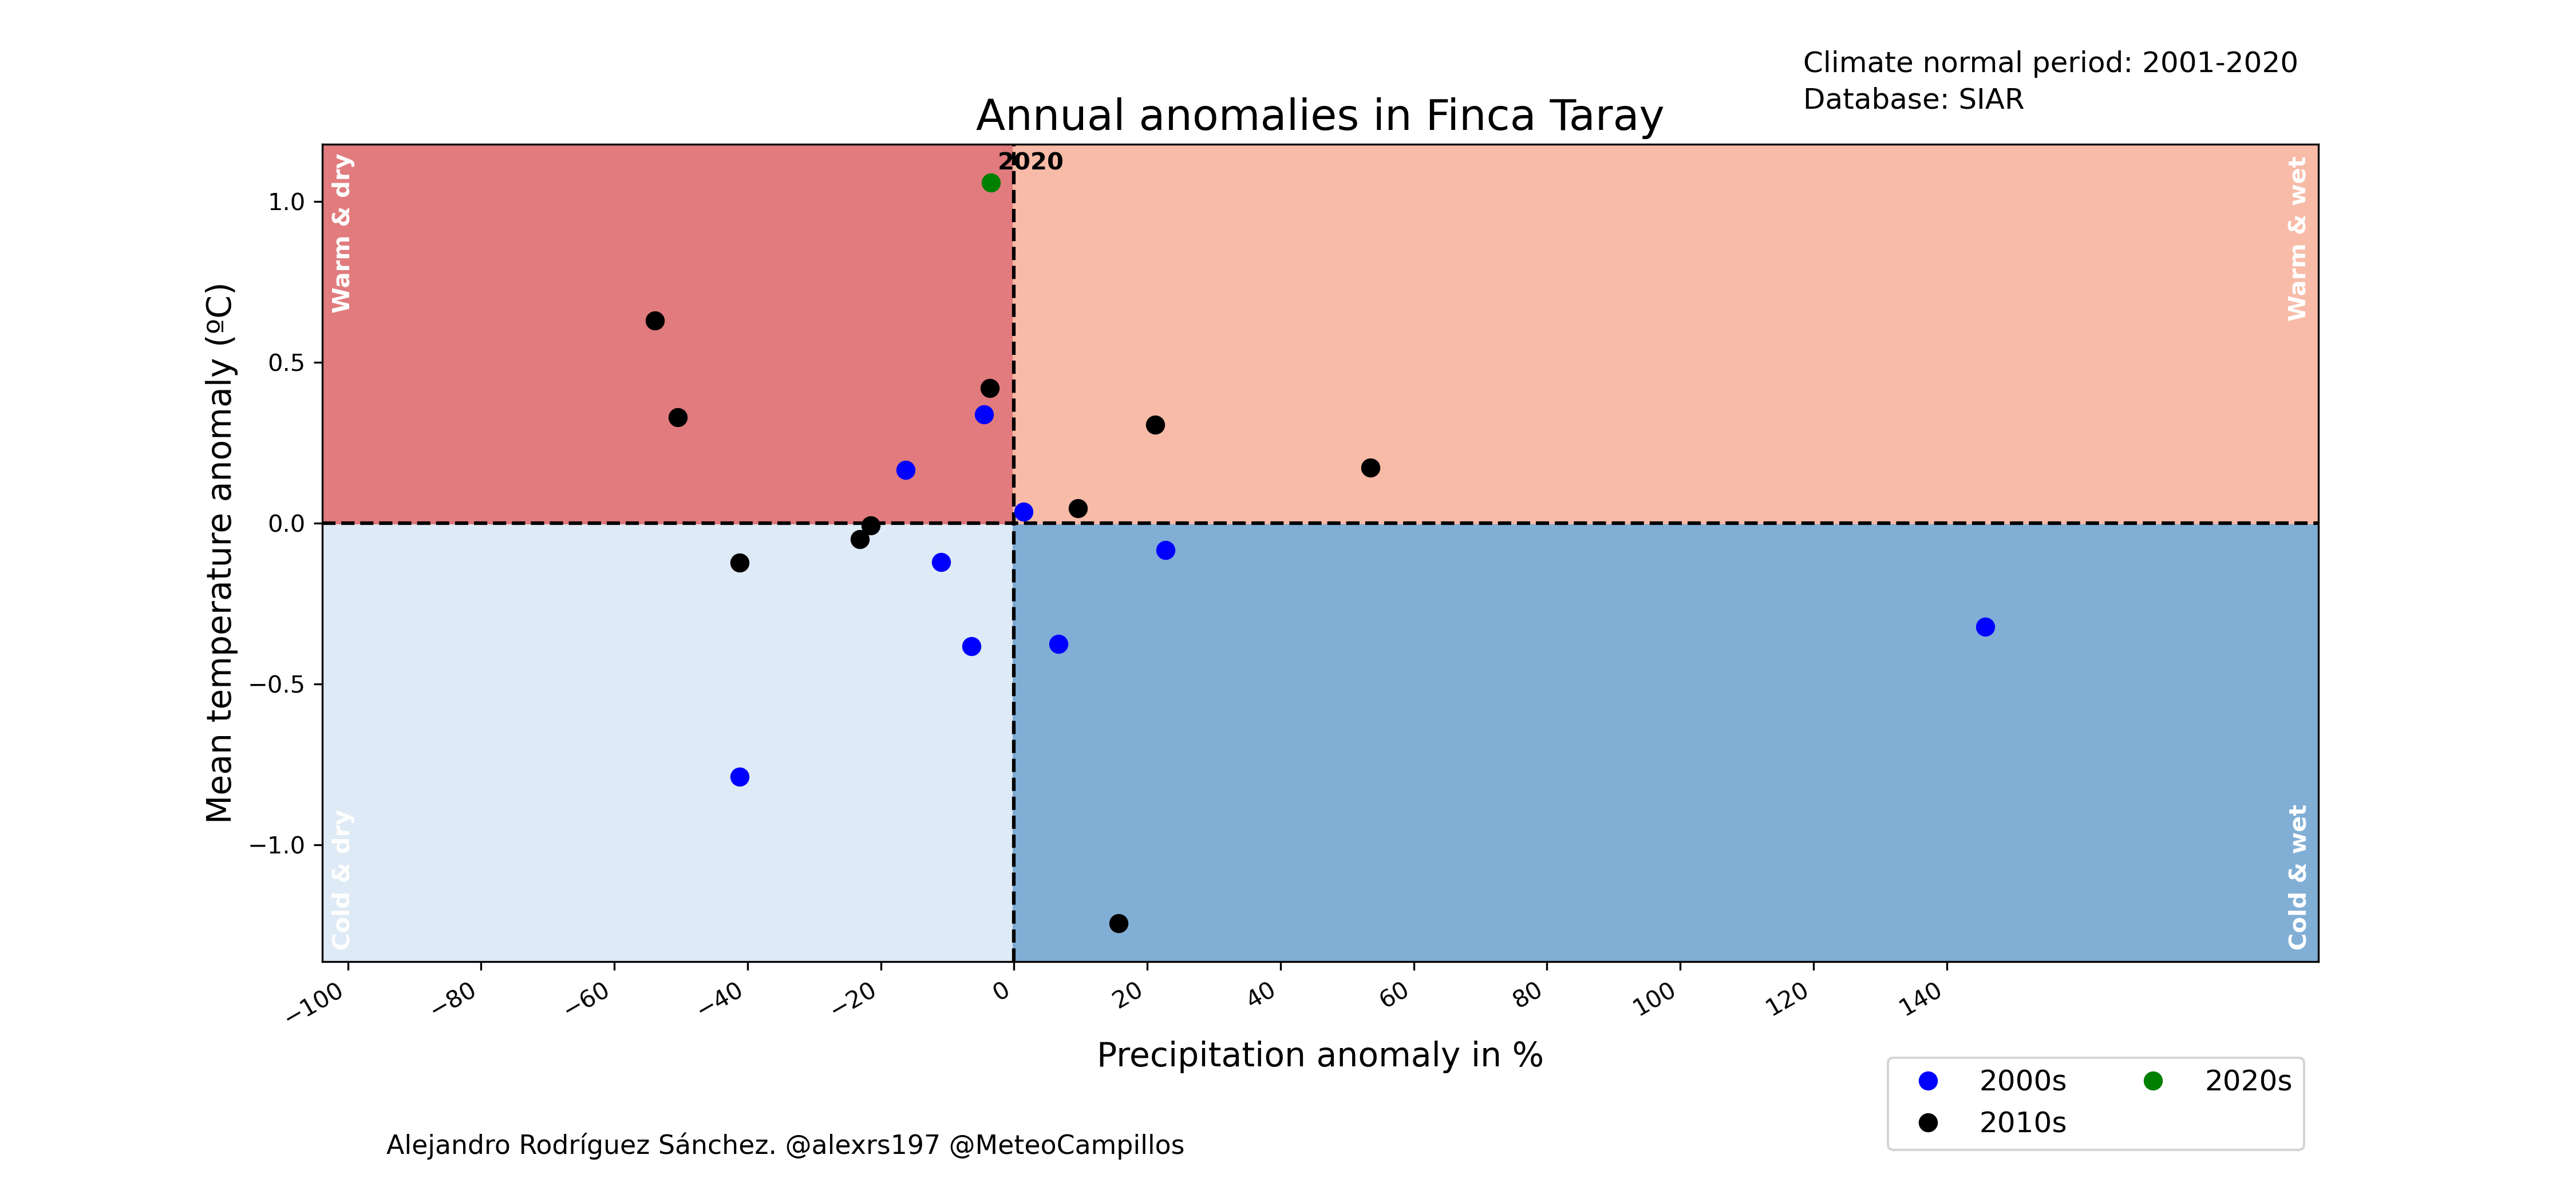 Climate normal period: 2001-2020
Database: SIAR
Annual anomalies in Finca Taray
2020
Warm & dry
Warm & wet
Mean temperature anomaly (ºC)
1.0
0.5
0.0
−0.5
−1.0
Cold & dry
Cold & wet
−100 −80 −60 −40 −20 0 20 40 60 80 100 120 140
Precipitation anomaly in %
2000s 2020s
2010s
Alejandro Rodríguez Sánchez. @alexrs197 @MeteoCampillos